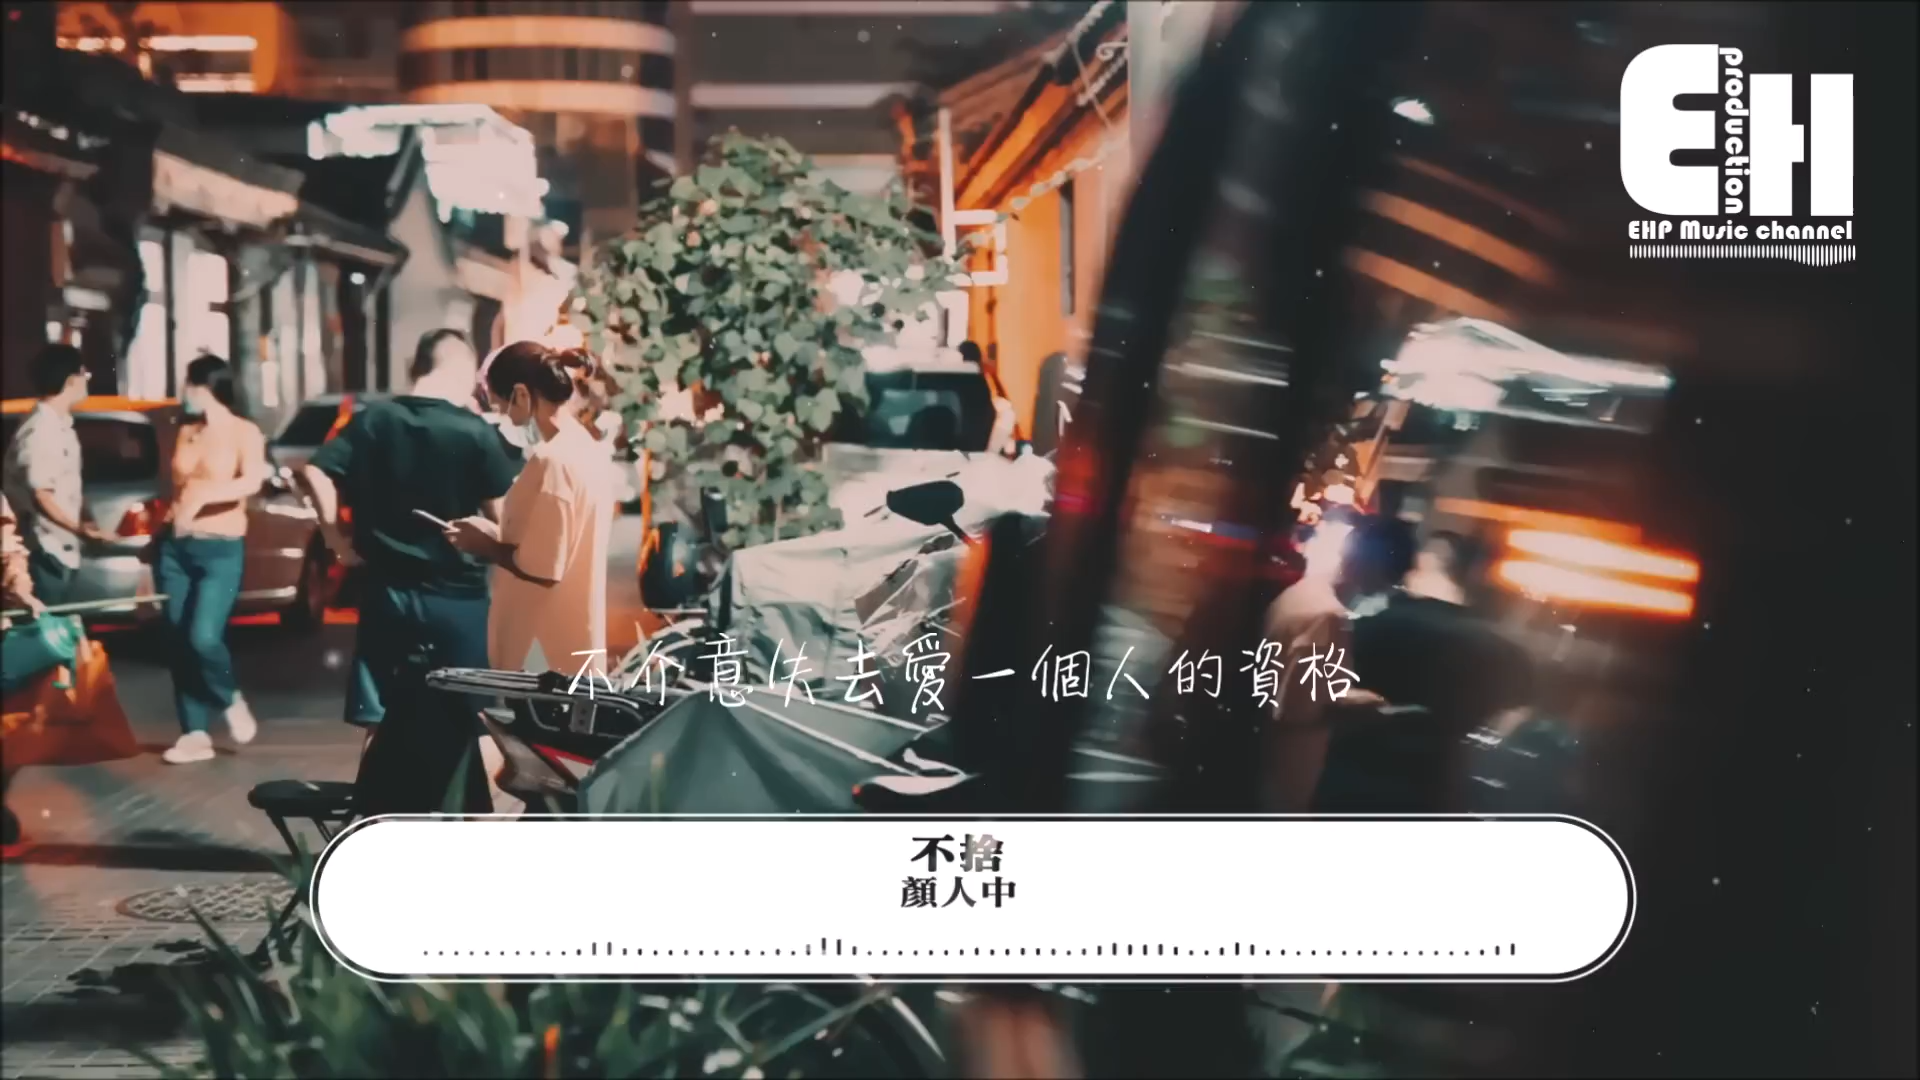 production
EH
EHP Music channel
不介意失去愛一個人的資格
不捨
顏人中